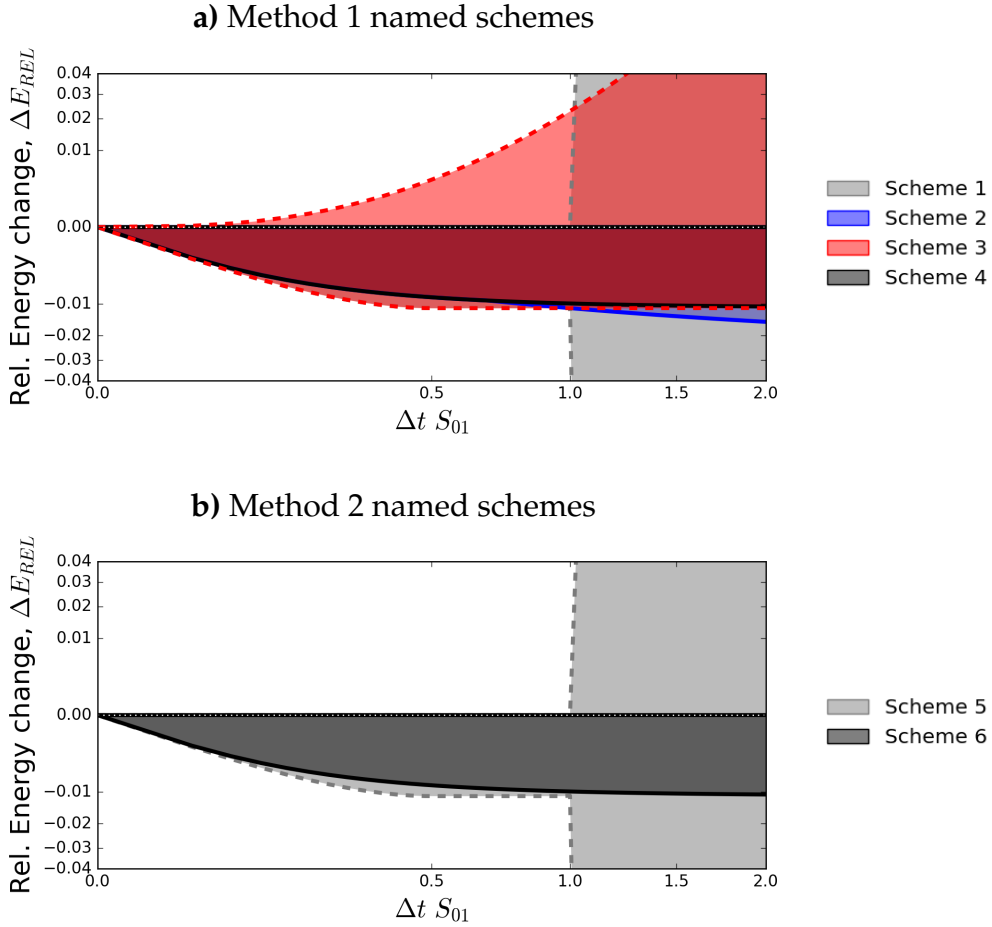 a) Method 1 named schemes
Rel. Energy change, ΔE_REL
0.04
0.03
0.02
0.01
0.00
−0.01
−0.02
−0.03
−0.04
0.0 0.5 1.0 1.5 2.0
Δt S_01
Scheme 1
Scheme 2
Scheme 3
Scheme 4
b) Method 2 named schemes
Rel. Energy change, ΔE_REL
0.04
0.03
0.02
0.01
0.00
−0.01
−0.02
−0.03
−0.04
0.0 0.5 1.0 1.5 2.0
Δt S_01
Scheme 5
Scheme 6